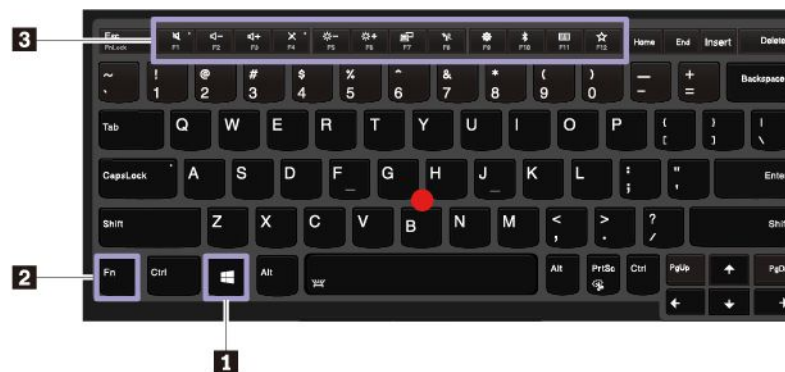 3
Esc
FnLock
F1 F2 F3 F4 F5 F6 F7 F8 F9 F10 F11 F12
Home End Insert Delete
~ ! @ # $ % ^ & * ( ) — +
` 1 2 3 4 5 6 7 8 9 0 - =
Backspace
Tab Q W E R T Y U I O P { } |
[ ] \
CapsLock A S D F G H J K L : "
; '
Enter
Shift Z X C V B N M < > ?
, . /
Shift
2
Fn Ctrl Alt Alt PrtSc Ctrl PgUp
1